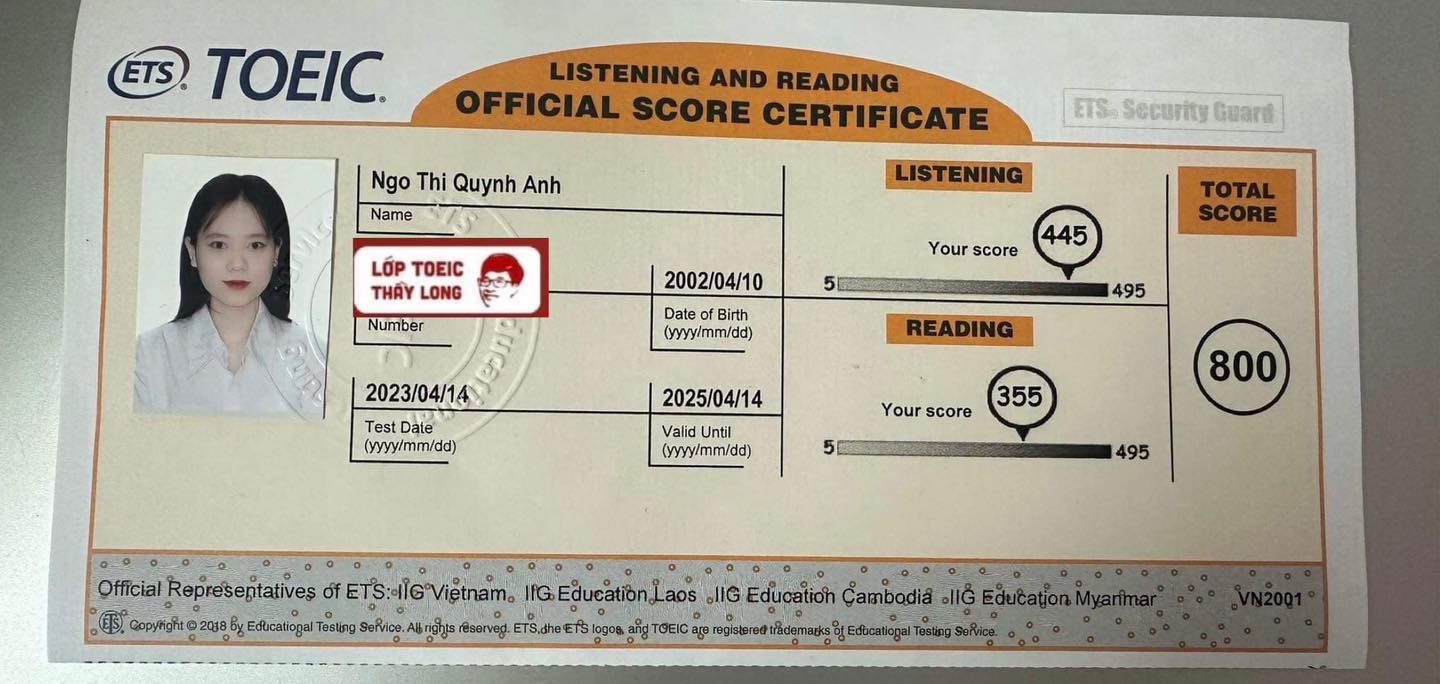 ETS® TOEIC®
LISTENING AND READING
OFFICIAL SCORE CERTIFICATE
ETS® Security Guard
Ngo Thi Quynh Anh
Name
LỚP TOEIC
THẦY LONG
Number
2002/04/10
Date of Birth
(yyyy/mm/dd)
2023/04/14
Test Date
(yyyy/mm/dd)
2025/04/14
Valid Until
(yyyy/mm/dd)
ETS
Educational
LISTENING
Your score 445
5 495
READING
Your score 355
5 495
TOTAL
SCORE
800
Official Representatives of ETS: IIG Vietnam IIG Education Laos IIG Education Cambodia IIG Education Myanmar VN2001
ETS® Copyright © 2018 by Educational Testing Service. All rights reserved. ETS, the ETS logos, and TOEIC are registered trademarks of Educational Testing Service.